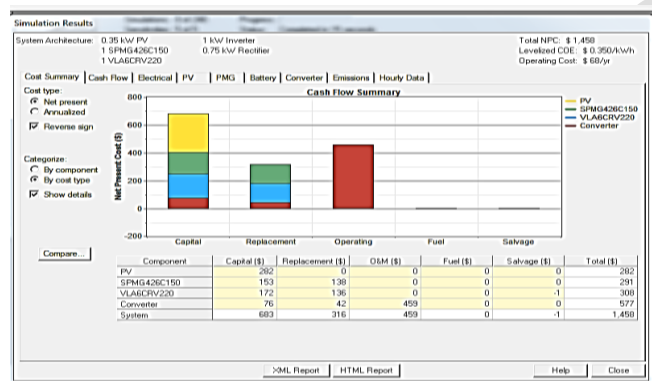 Simulation Results
System Architecture: 0.35 kW PV 1 kW Inverter Total NPC: $ 1,458
1 SPMG426C150 0.75 kW Rectifier Levelized COE: $ 0.350/kWh
1 VLA6CRV220 Operating Cost: $ 68/yr
Cost Summary Cash Flow Electrical PV PMG Battery Converter Emissions Hourly Data
Cost type:
Net present
Annualized
Reverse sign
Categorize:
By component
By cost type
Show details
Compare...
Cash Flow Summary
Net Present Cost ($)
800
600
400
200
0
-200
Capital Replacement Operating Fuel Salvage
PV
SPMG426C150
VLA6CRV220
Converter
Component Capital ($) Replacement ($) O&M ($) Fuel ($) Salvage ($) Total ($)
PV 282 0 0 0 0 282
SPMG426C150 153 138 0 0 0 291
VLA6CRV220 172 136 0 0 -1 308
Converter 76 42 459 0 0 577
System 683 316 459 0 -1 1,458
XML Report HTML Report Help Close